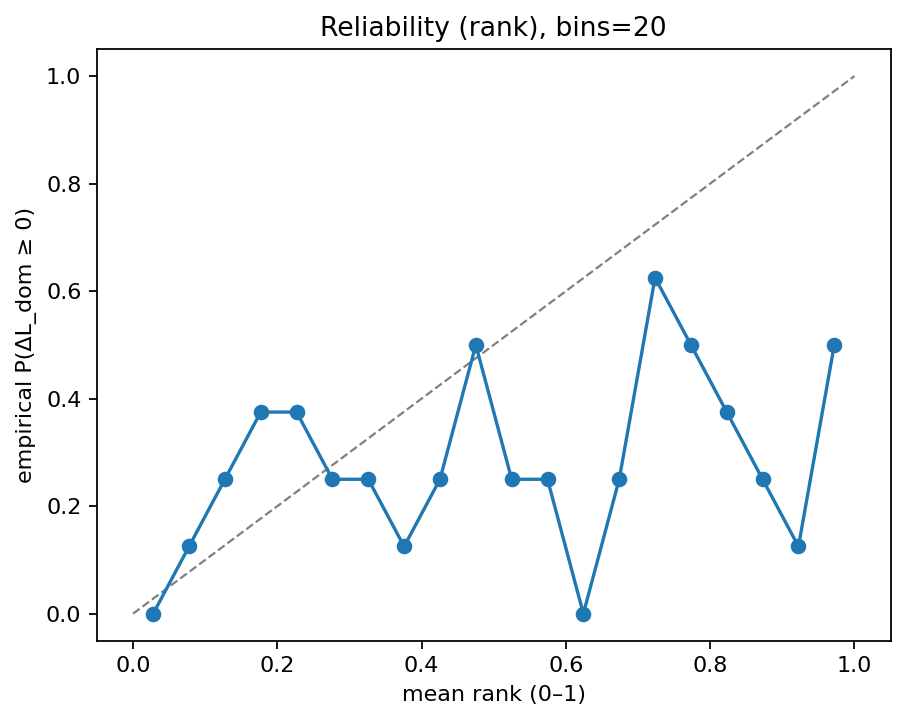 Reliability (rank), bins=20
empirical P(ΔL_dom ≥ 0)
1.0
0.8
0.6
0.4
0.2
0.0
0.0 0.2 0.4 0.6 0.8 1.0
mean rank (0–1)